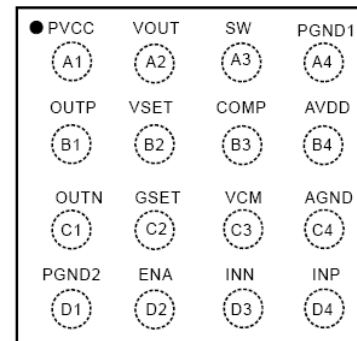 PVCC VOUT SW PGND1
A1 A2 A3 A4
OUTP VSET COMP AVDD
B1 B2 B3 B4
OUTN GSET VCM AGND
C1 C2 C3 C4
PGND2 ENA INN INP
D1 D2 D3 D4